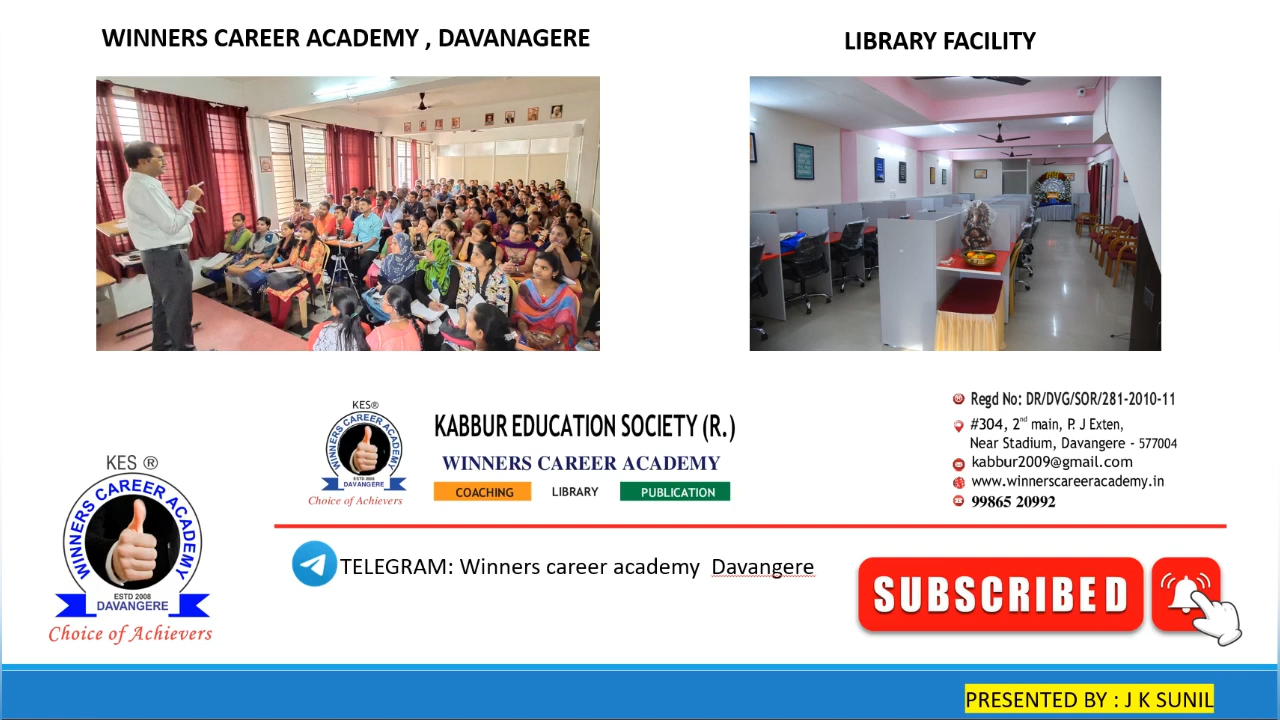 WINNERS CAREER ACADEMY , DAVANAGERE
LIBRARY FACILITY
KES®
WINNERS CAREER ACADEMY
ESTD 2008
DAVANGERE
Choice of Achievers
KABBUR EDUCATION SOCIETY (R.)
WINNERS CAREER ACADEMY
COACHING LIBRARY PUBLICATION
Regd No: DR/DVG/SOR/281-2010-11
#304, 2nd main, P. J Exten,
Near Stadium, Davangere - 577004
kabbur2009@gmail.com
www.winnerscareeracademy.in
99865 20992
KES ®
WINNERS CAREER ACADEMY
ESTD 2008
DAVANGERE
Choice of Achievers
TELEGRAM: Winners career academy Davangere
SUBSCRIBED
PRESENTED BY : J K SUNIL